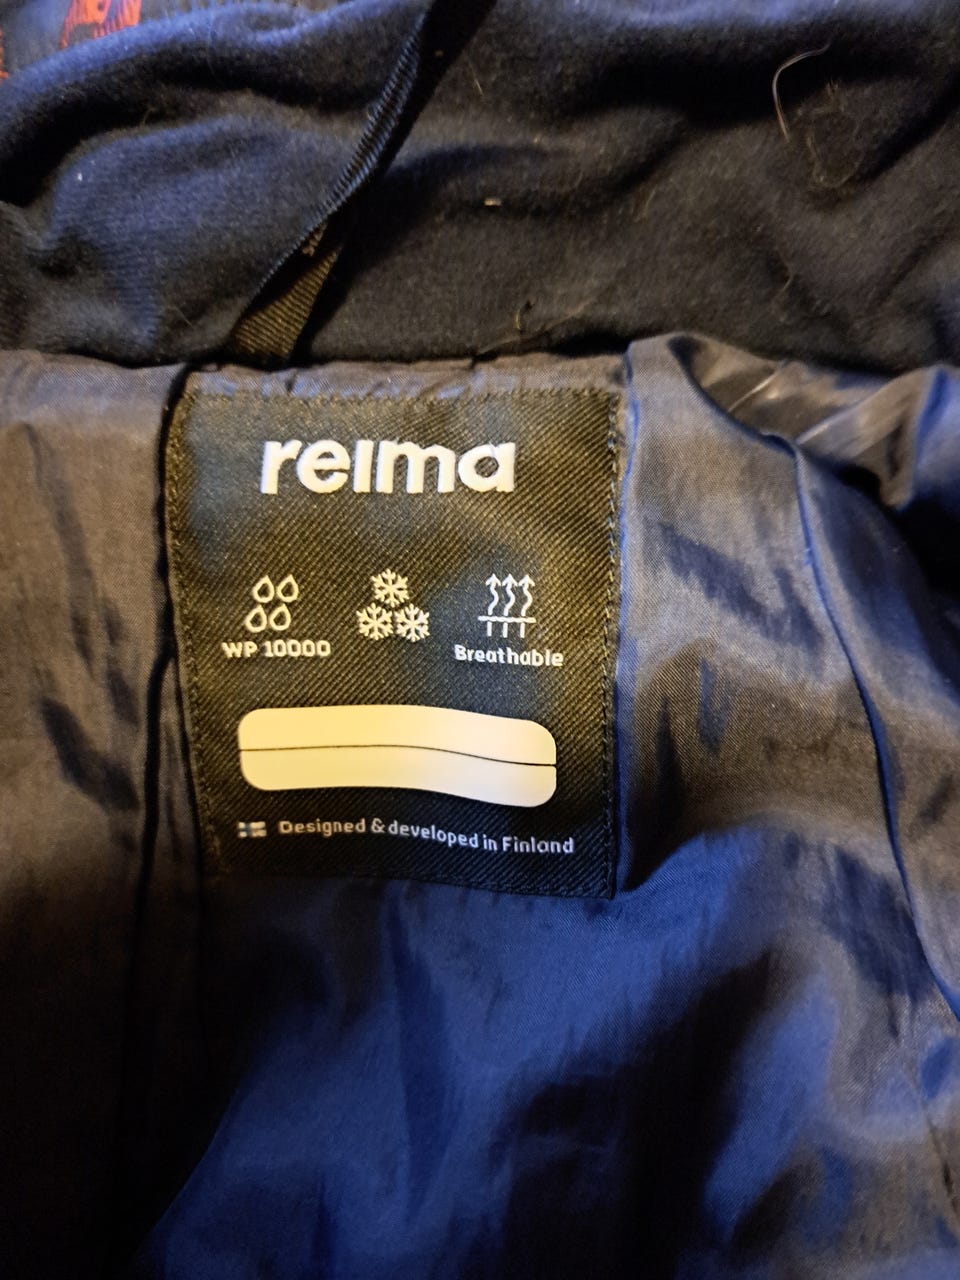 reima
WP 10000
Breathable
Designed & developed in Finland